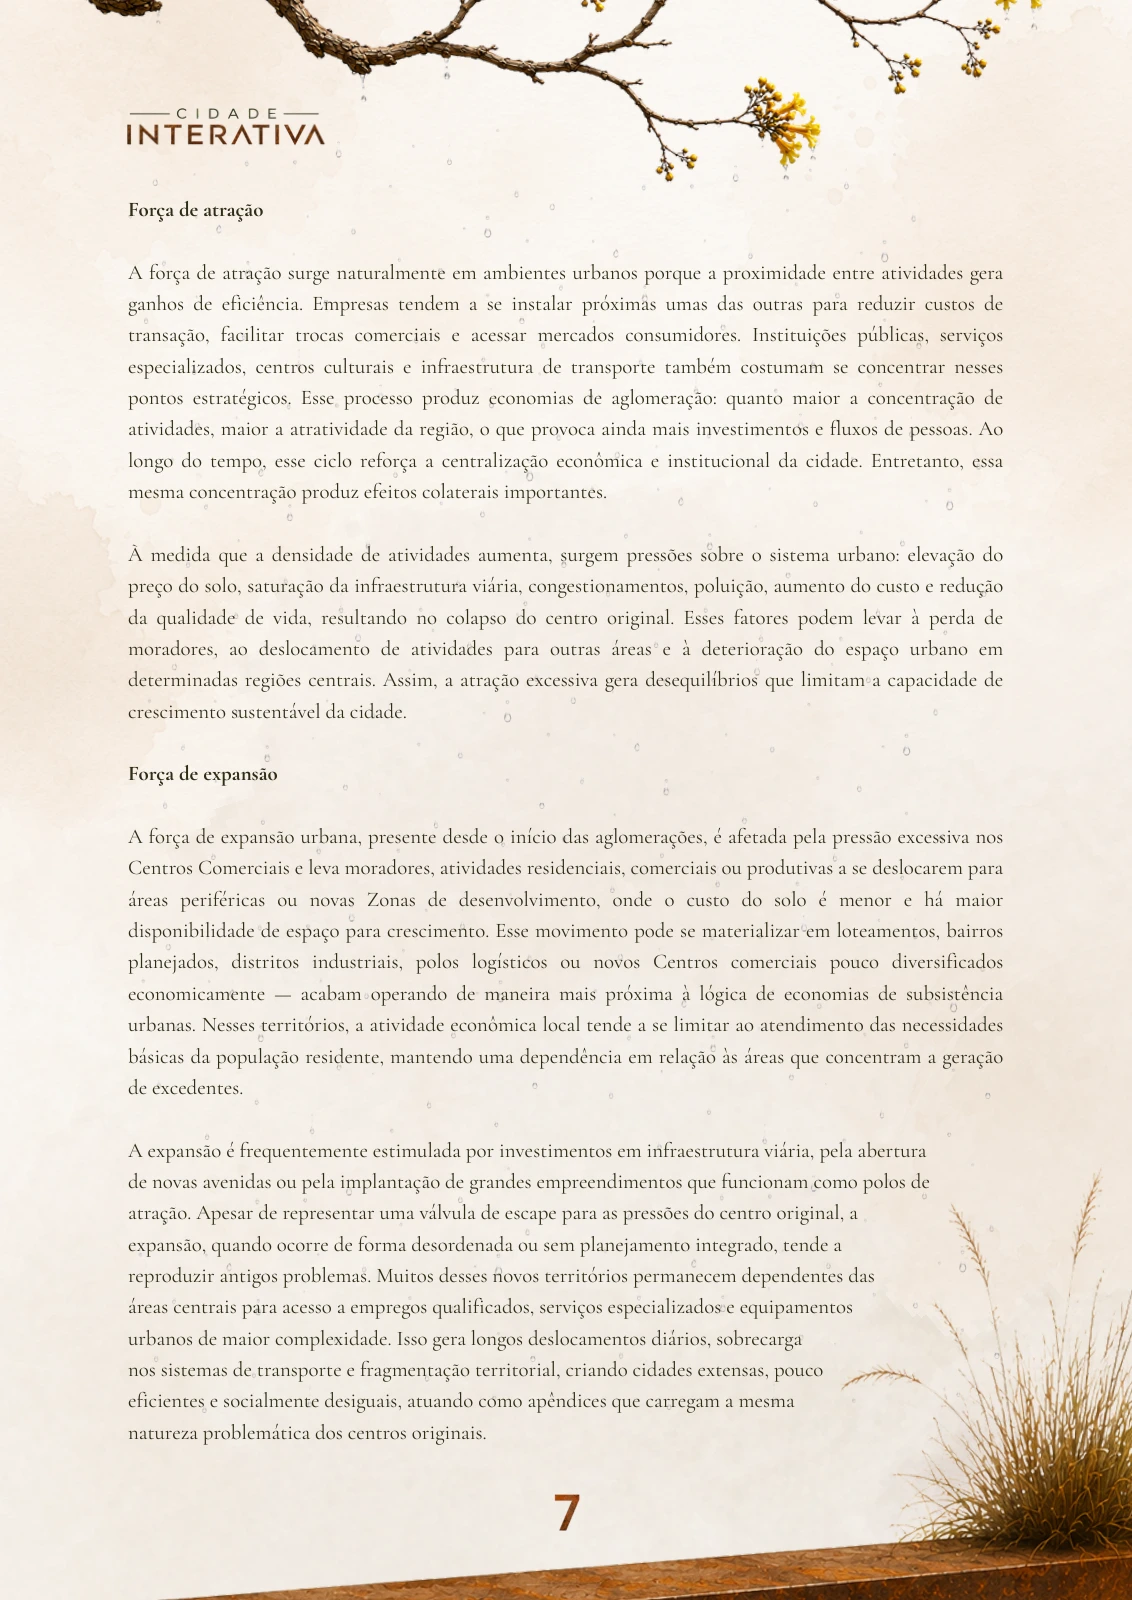 CIDADE
INTERATIVA
Força de atração
A força de atração surge naturalmente em ambientes urbanos porque a proximidade entre atividades gera
ganhos de eficiência. Empresas tendem a se instalar próximas umas das outras para reduzir custos de
transação, facilitar trocas comerciais e acessar mercados consumidores. Instituições públicas, serviços
especializados, centros culturais e infraestrutura de transporte também costumam se concentrar nesses
pontos estratégicos. Esse processo produz economias de aglomeração: quanto maior a concentração de
atividades, maior a atratividade da região, o que provoca ainda mais investimentos e fluxos de pessoas. Ao
longo do tempo, esse ciclo reforça a centralização econômica e institucional da cidade. Entretanto, essa
mesma concentração produz efeitos colaterais importantes.
À medida que a densidade de atividades aumenta, surgem pressões sobre o sistema urbano: elevação do
preço do solo, saturação da infraestrutura viária, congestionamentos, poluição, aumento do custo e redução
da qualidade de vida, resultando no colapso do centro original. Esses fatores podem levar à perda de
moradores, ao deslocamento de atividades para outras áreas e à deterioração do espaço urbano em
determinadas regiões centrais. Assim, a atração excessiva gera desequilíbrios que limitam a capacidade de
crescimento sustentável da cidade.
Força de expansão
A força de expansão urbana, presente desde o início das aglomerações, é afetada pela pressão excessiva nos
Centros Comerciais e leva moradores, atividades residenciais, comerciais ou produtivas a se deslocarem para
áreas periféricas ou novas Zonas de desenvolvimento, onde o custo do solo é menor e há maior
disponibilidade de espaço para crescimento. Esse movimento pode se materializar em loteamentos, bairros
planejados, distritos industriais, polos logísticos ou novos Centros comerciais pouco diversificados
economicamente — acabam operando de maneira mais próxima à lógica de economias de subsistência
urbanas. Nesses territórios, a atividade econômica local tende a se limitar ao atendimento das necessidades
básicas da população residente, mantendo uma dependência em relação às áreas que concentram a geração
de excedentes.
A expansão é frequentemente estimulada por investimentos em infraestrutura viária, pela abertura
de novas avenidas ou pela implantação de grandes empreendimentos que funcionam como polos de
atração. Apesar de representar uma válvula de escape para as pressões do centro original, a
expansão, quando ocorre de forma desordenada ou sem planejamento integrado, tende a
reproduzir antigos problemas. Muitos desses novos territórios permanecem dependentes das
áreas centrais para acesso a empregos qualificados, serviços especializados e equipamentos
urbanos de maior complexidade. Isso gera longos deslocamentos diários, sobrecarga
nos sistemas de transporte e fragmentação territorial, criando cidades extensas, pouco
eficientes e socialmente desiguais, atuando como apêndices que carregam a mesma
natureza problemática dos centros originais.
7